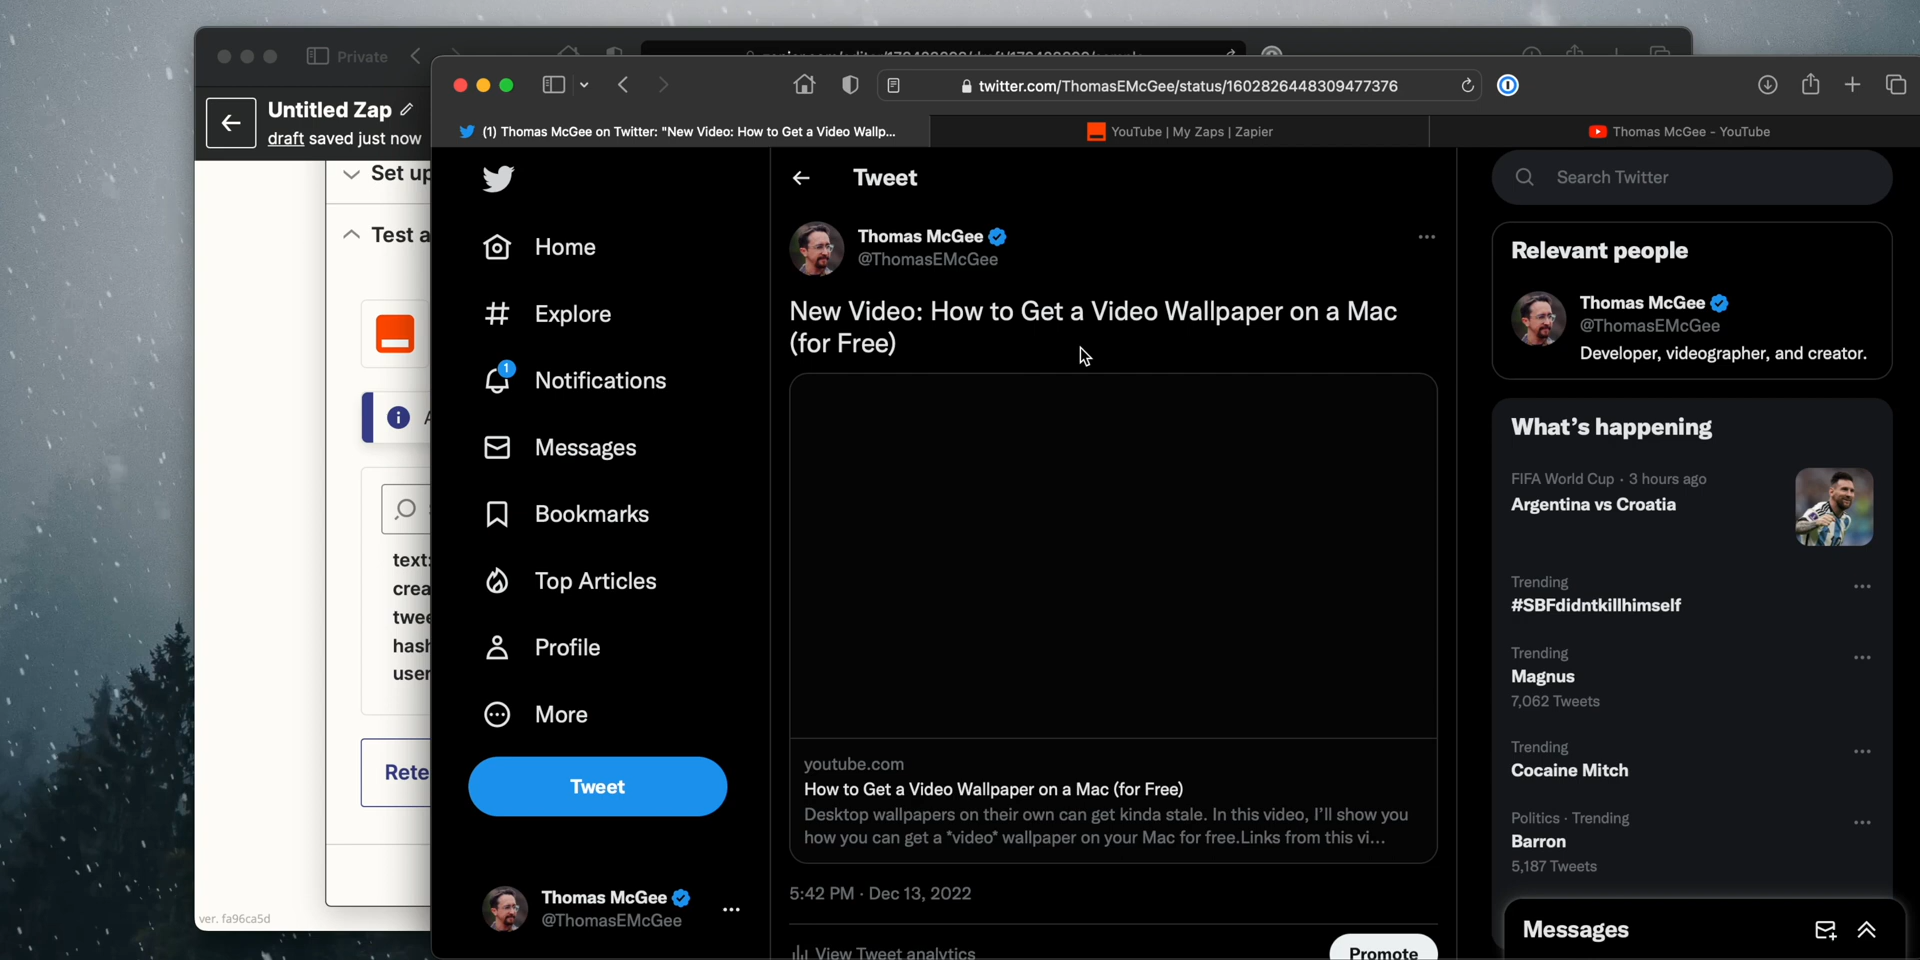 Private
Untitled Zap
draft saved just now
Set up
Test a
text:
crea
twee
hash
user
Rete
ver. fa96ca5d
twitter.com/ThomasEMcGee/status/1602826448309477376
(1) Thomas McGee on Twitter: "New Video: How to Get a Video Wallp...
YouTube | My Zaps | Zapier
Thomas McGee - YouTube
Home
Explore
1
Notifications
Messages
Bookmarks
Top Articles
Profile
More
Tweet
Thomas McGee
@ThomasEMcGee
Tweet
Thomas McGee
@ThomasEMcGee
New Video: How to Get a Video Wallpaper on a Mac
(for Free)
youtube.com
How to Get a Video Wallpaper on a Mac (for Free)
Desktop wallpapers on their own can get kinda stale. In this video, I'll show you
how you can get a *video* wallpaper on your Mac for free.Links from this vi...
5:42 PM · Dec 13, 2022
View Tweet analytics
Promote
Search Twitter
Relevant people
Thomas McGee
@ThomasEMcGee
Developer, videographer, and creator.
What's happening
FIFA World Cup · 3 hours ago
Argentina vs Croatia
Trending
#SBFdidntkillhimself
Trending
Magnus
7,062 Tweets
Trending
Cocaine Mitch
Politics · Trending
Barron
5,187 Tweets
Messages